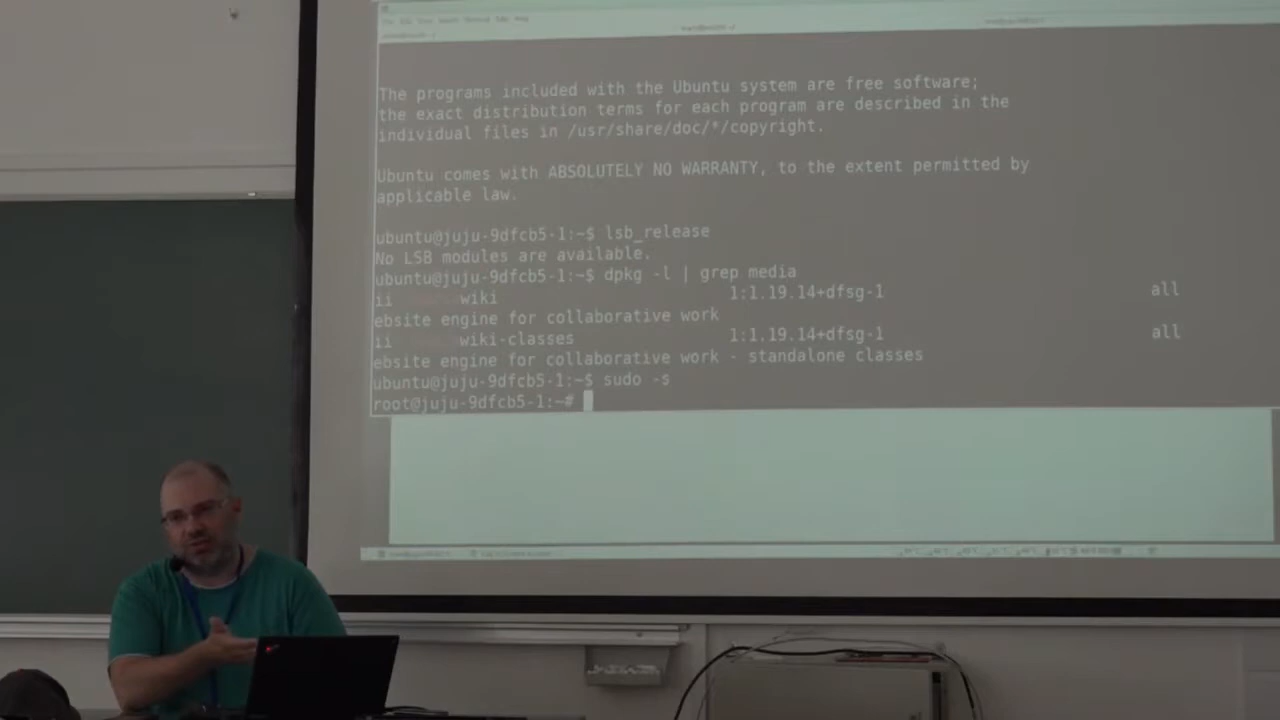 The programs included with the Ubuntu system are free software;
the exact distribution terms for each program are described in the
individual files in /usr/share/doc/*/copyright.
Ubuntu comes with ABSOLUTELY NO WARRANTY, to the extent permitted by
applicable law.
ubuntu@juju-9dfcb5-1:~$ lsb_release
No LSB modules are available.
ubuntu@juju-9dfcb5-1:~$ dpkg -l | grep media
ii wiki 1:1.19.14+dfsg-1 all
ebsite engine for collaborative work
ii wiki-classes 1:1.19.14+dfsg-1 all
ebsite engine for collaborative work - standalone classes
ubuntu@juju-9dfcb5-1:~$ sudo -s
root@juju-9dfcb5-1:~#